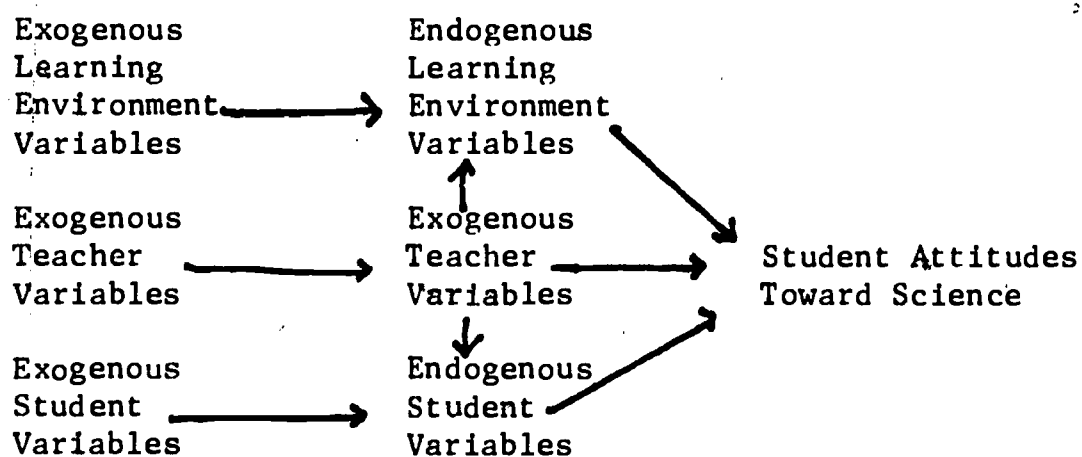 Exogenous
Learning
Environment
Variables
Endogenous
Learning
Environment
Variables
Exogenous
Teacher
Variables
Exogenous
Teacher
Variables
Student Attitudes
Toward Science
Exogenous
Student
Variables
Endogenous
Student
Variables